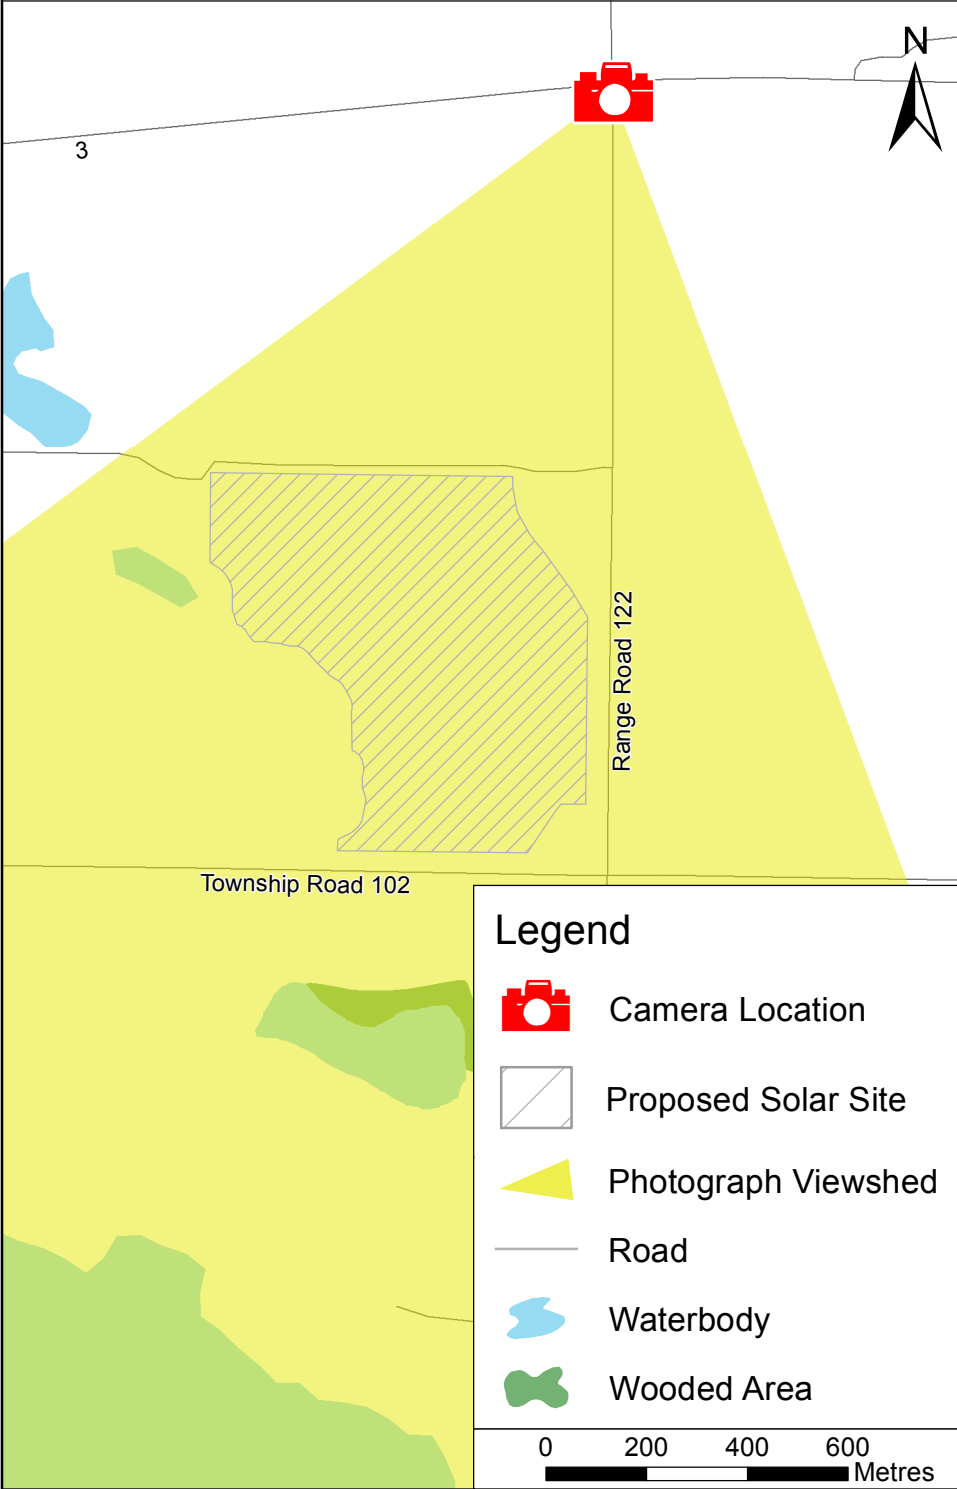 N
3
Range Road 122
Township Road 102
Legend
Camera Location
Proposed Solar Site
Photograph Viewshed
Road
Waterbody
Wooded Area
0 200 400 600
Metres